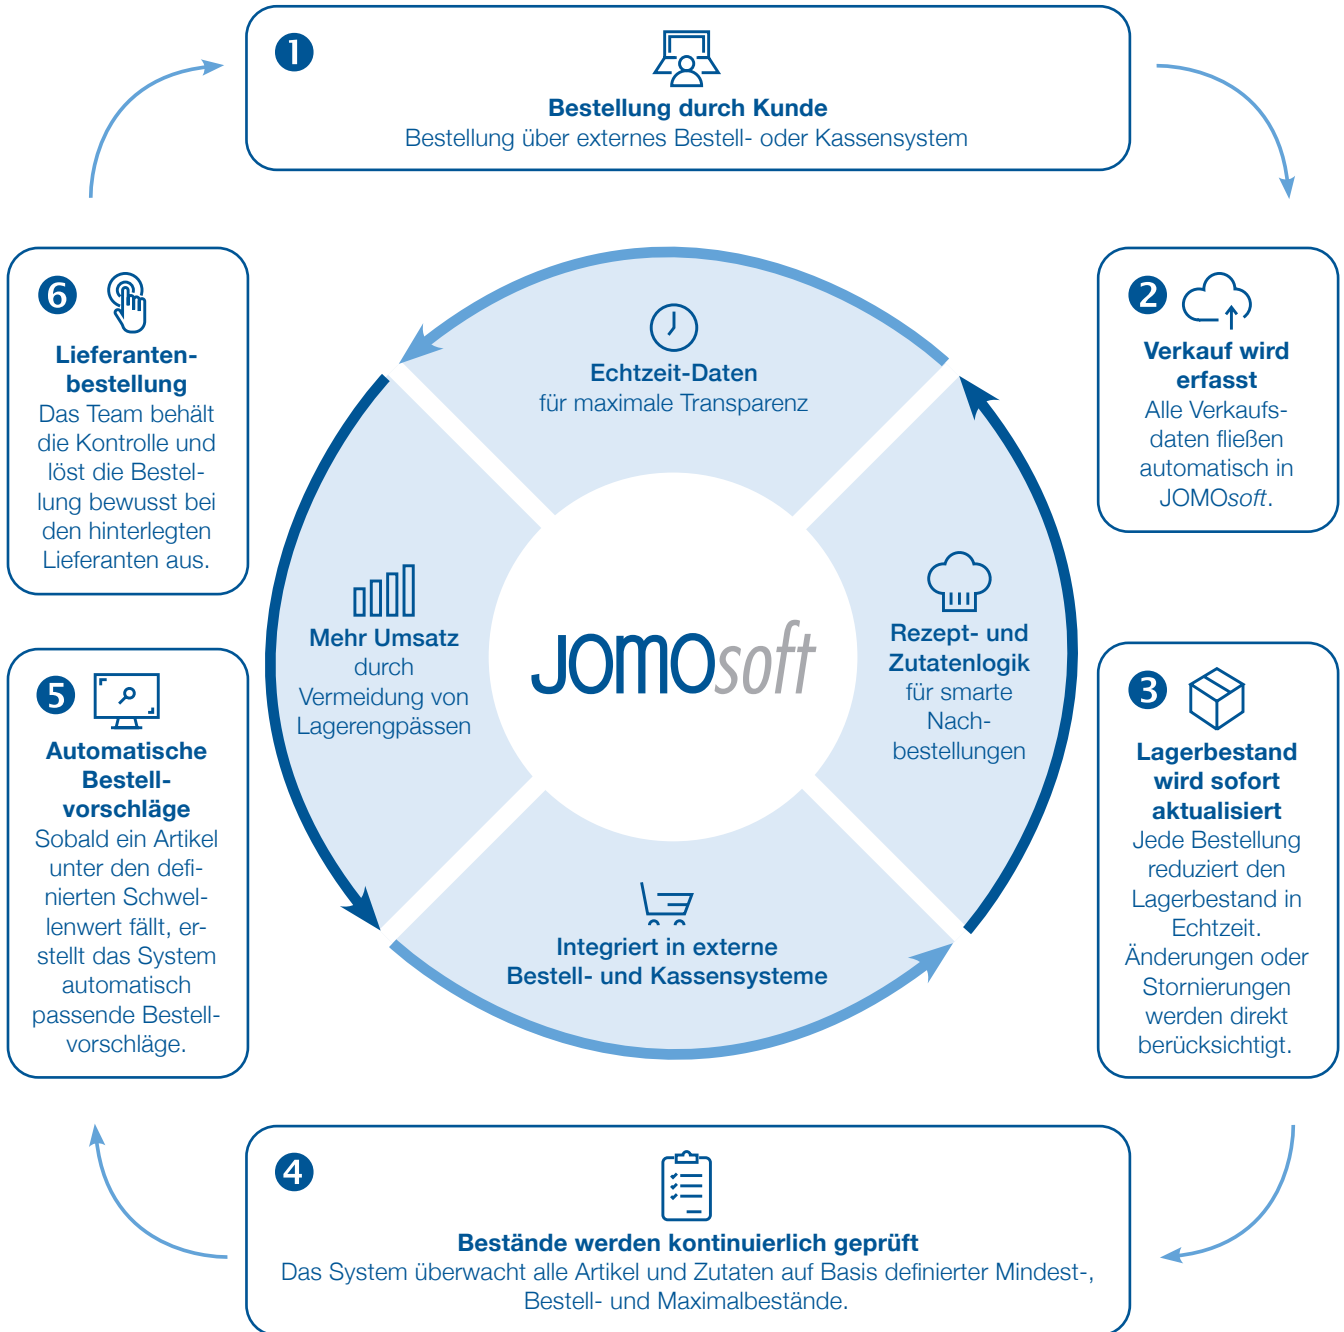 1
Bestellung durch Kunde
Bestellung über externes Bestell- oder Kassensystem
2
Verkauf wird
erfasst
Alle Verkaufs-
daten fließen
automatisch in
JOMOsoft.
3
Lagerbestand
wird sofort
aktualisiert
Jede Bestellung
reduziert den
Lagerbestand in
Echtzeit.
Änderungen oder
Stornierungen
werden direkt
berücksichtigt.
4
Bestände werden kontinuierlich geprüft
Das System überwacht alle Artikel und Zutaten auf Basis definierter Mindest-,
Bestell- und Maximalbestände.
5
Automatische
Bestell-
vorschläge
Sobald ein Artikel
unter den defi-
nierten Schwel-
lenwert fällt, er-
stellt das System
automatisch
passende Bestell-
vorschläge.
6
Lieferanten-
bestellung
Das Team behält
die Kontrolle und
löst die Bestel-
lung bewusst bei
den hinterlegten
Lieferanten aus.
Echtzeit-Daten
für maximale Transparenz
Rezept- und
Zutatenlogik
für smarte
Nach-
bestellungen
Integriert in externe
Bestell- und Kassensysteme
Mehr Umsatz
durch
Vermeidung von
Lagerengpässen
JOMOsoft